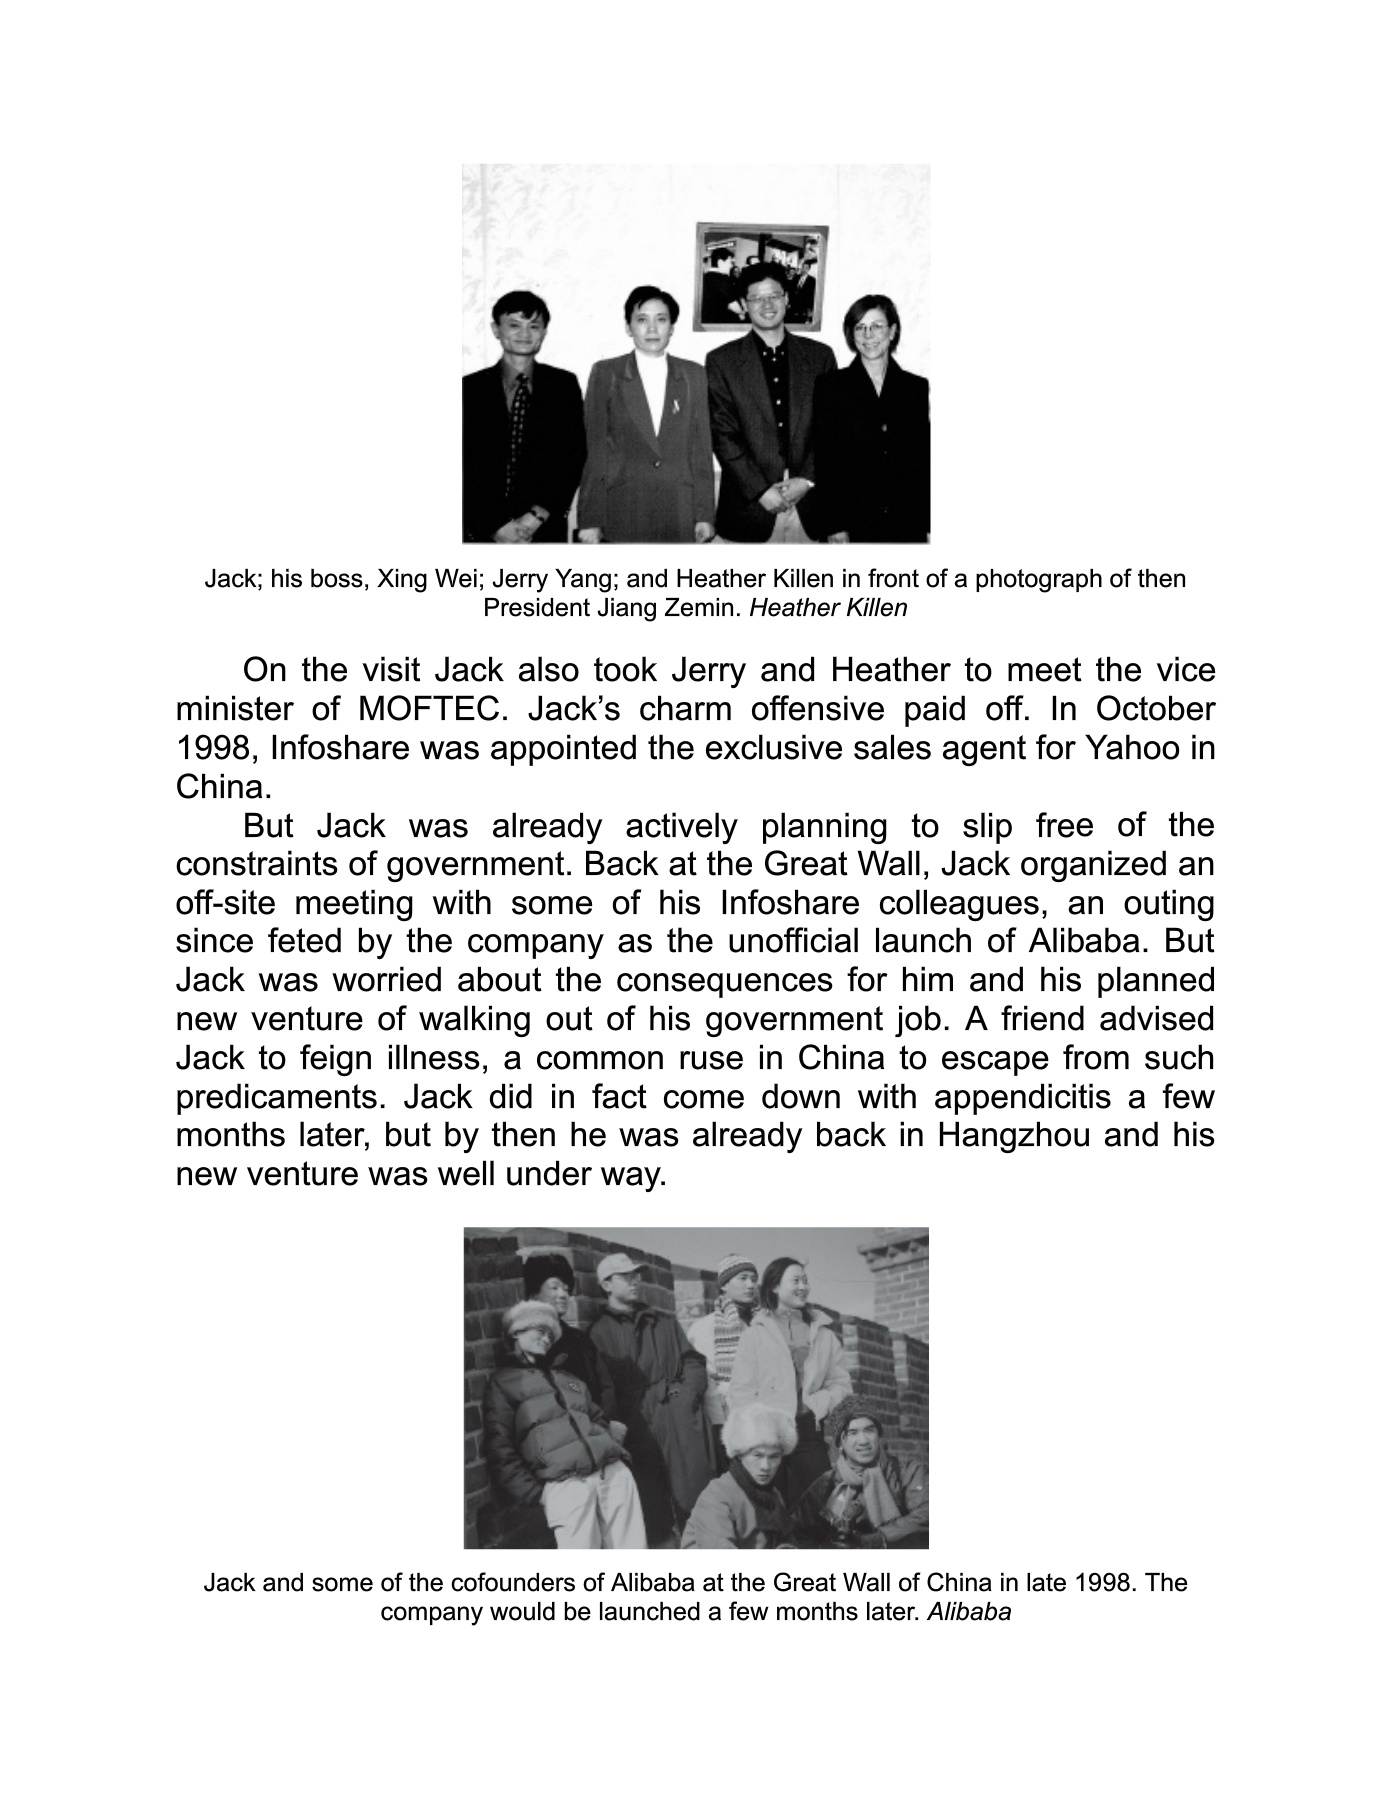 Jack; his boss, Xing Wei; Jerry Yang; and Heather Killen in front of a photograph of then
President Jiang Zemin. Heather Killen
On the visit Jack also took Jerry and Heather to meet the vice
minister of MOFTEC. Jack’s charm offensive paid off. In October
1998, Infoshare was appointed the exclusive sales agent for Yahoo in
China.
But Jack was already actively planning to slip free of the
constraints of government. Back at the Great Wall, Jack organized an
off-site meeting with some of his Infoshare colleagues, an outing
since feted by the company as the unofficial launch of Alibaba. But
Jack was worried about the consequences for him and his planned
new venture of walking out of his government job. A friend advised
Jack to feign illness, a common ruse in China to escape from such
predicaments. Jack did in fact come down with appendicitis a few
months later, but by then he was already back in Hangzhou and his
new venture was well under way.
Jack and some of the cofounders of Alibaba at the Great Wall of China in late 1998. The
company would be launched a few months later. Alibaba